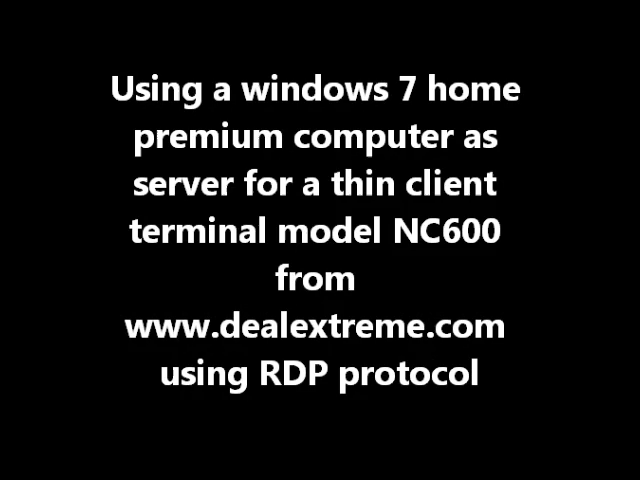 Using a windows 7 home
premium computer as
server for a thin client
terminal model NC600
from
www.dealextreme.com
using RDP protocol